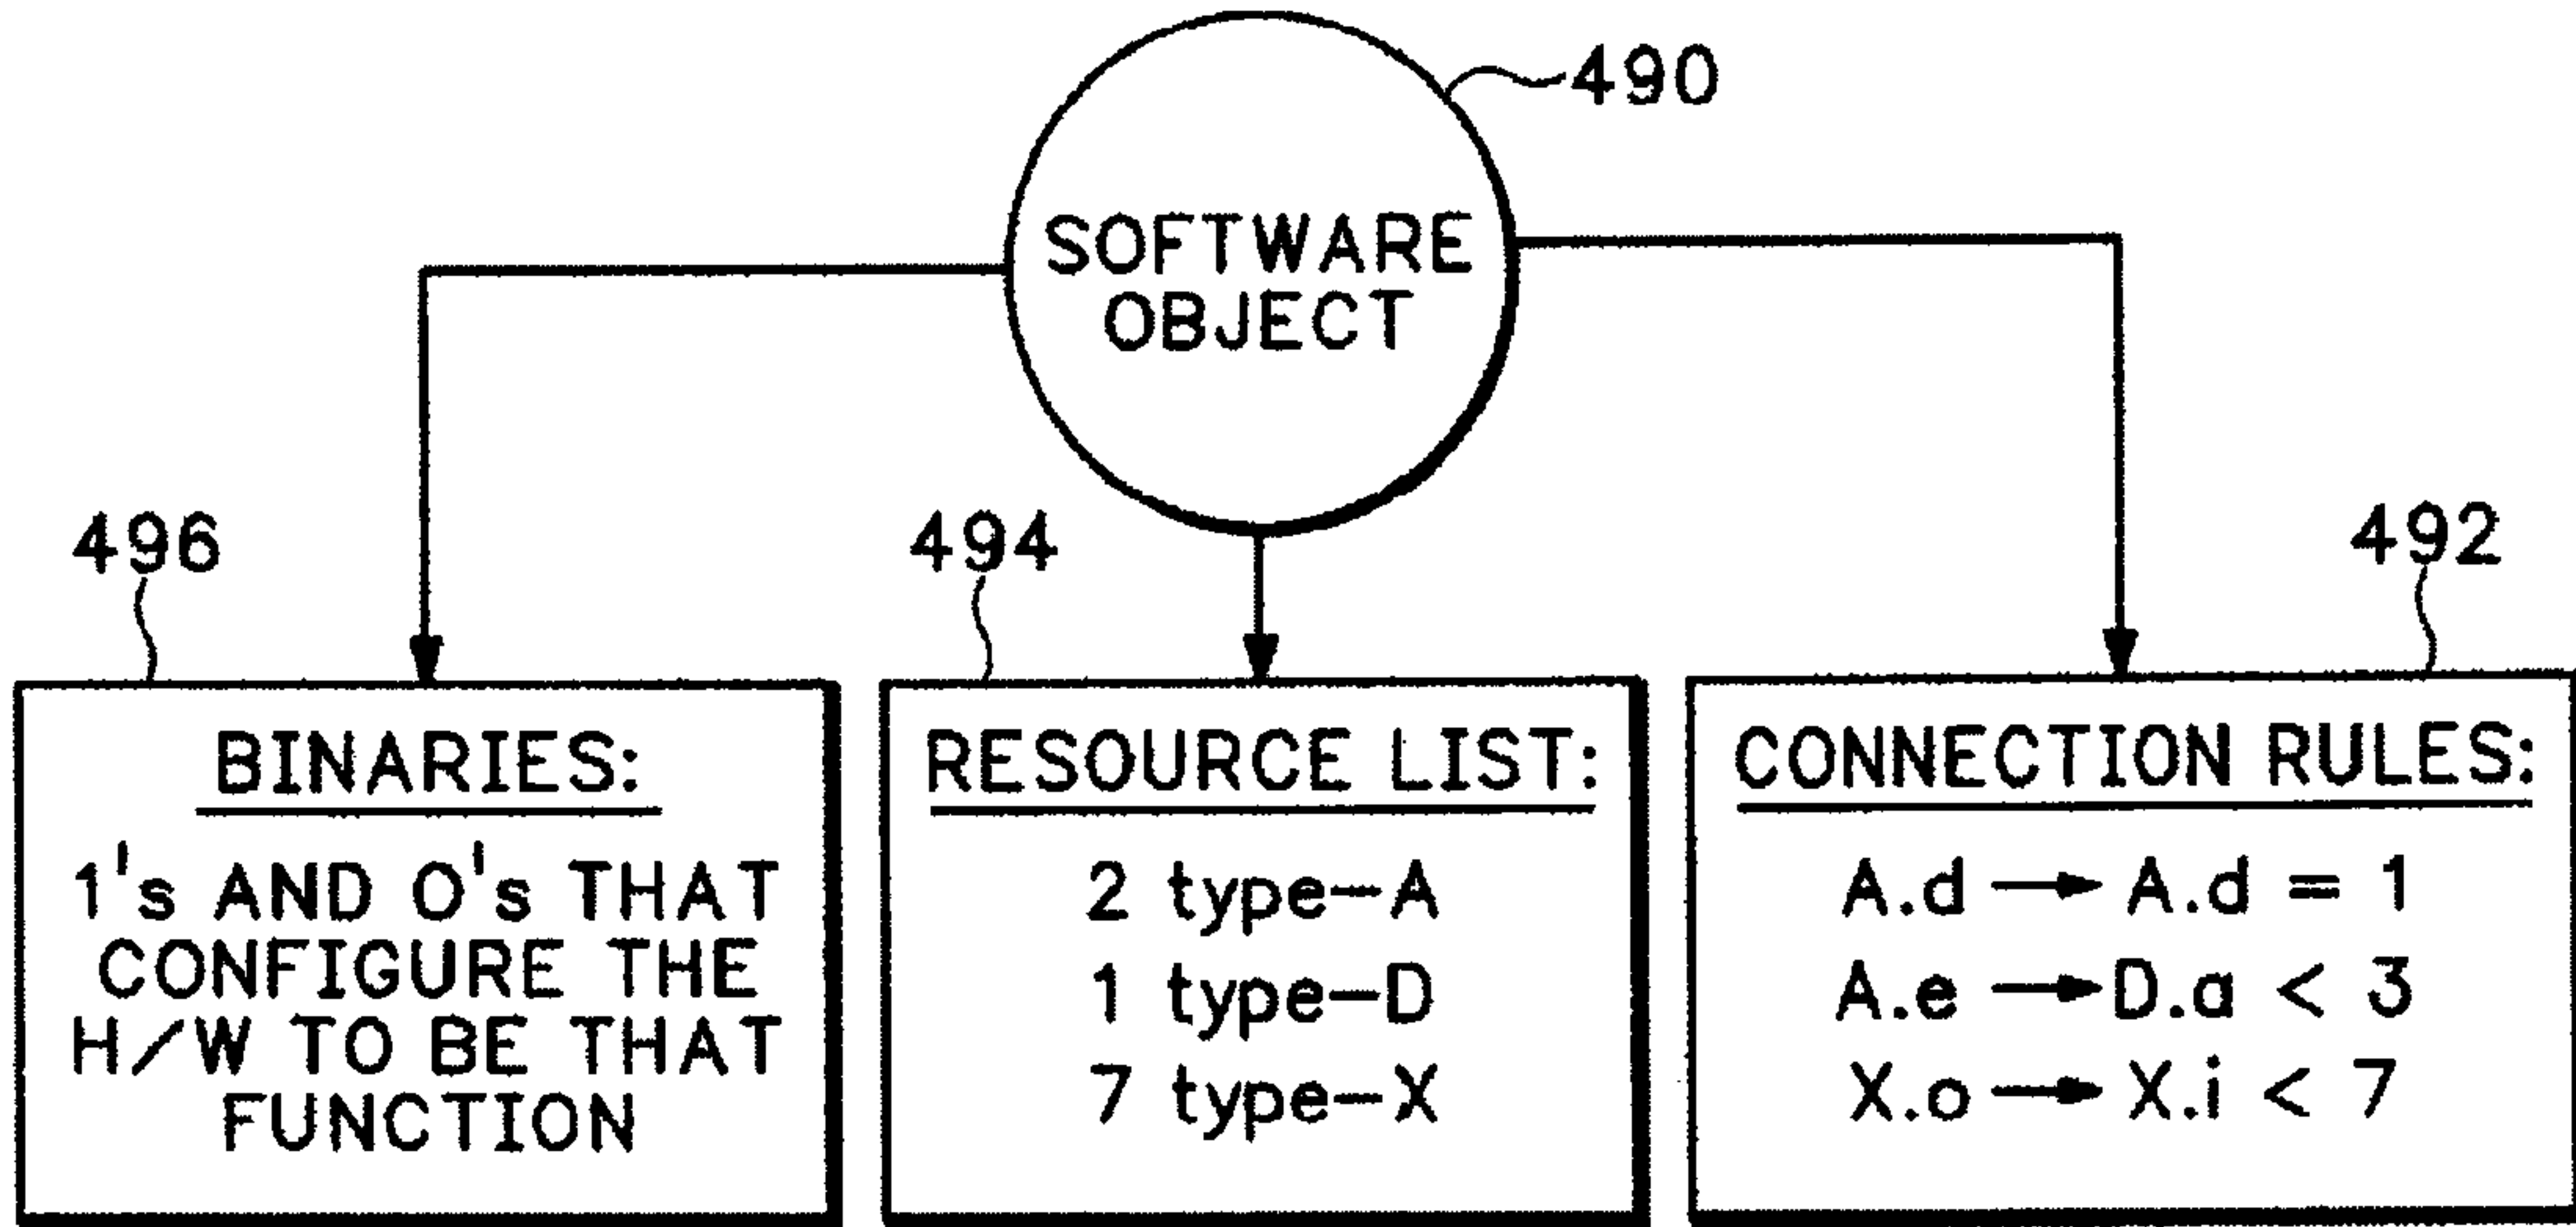 490
SOFTWARE
OBJECT
496
BINARIES:
1's AND 0's THAT
CONFIGURE THE
H/W TO BE THAT
FUNCTION
494
RESOURCE LIST:
2 type-A
1 type-D
7 type-X
492
CONNECTION RULES:
A.d → A.d = 1
A.e → D.a < 3
X.o → X.i < 7